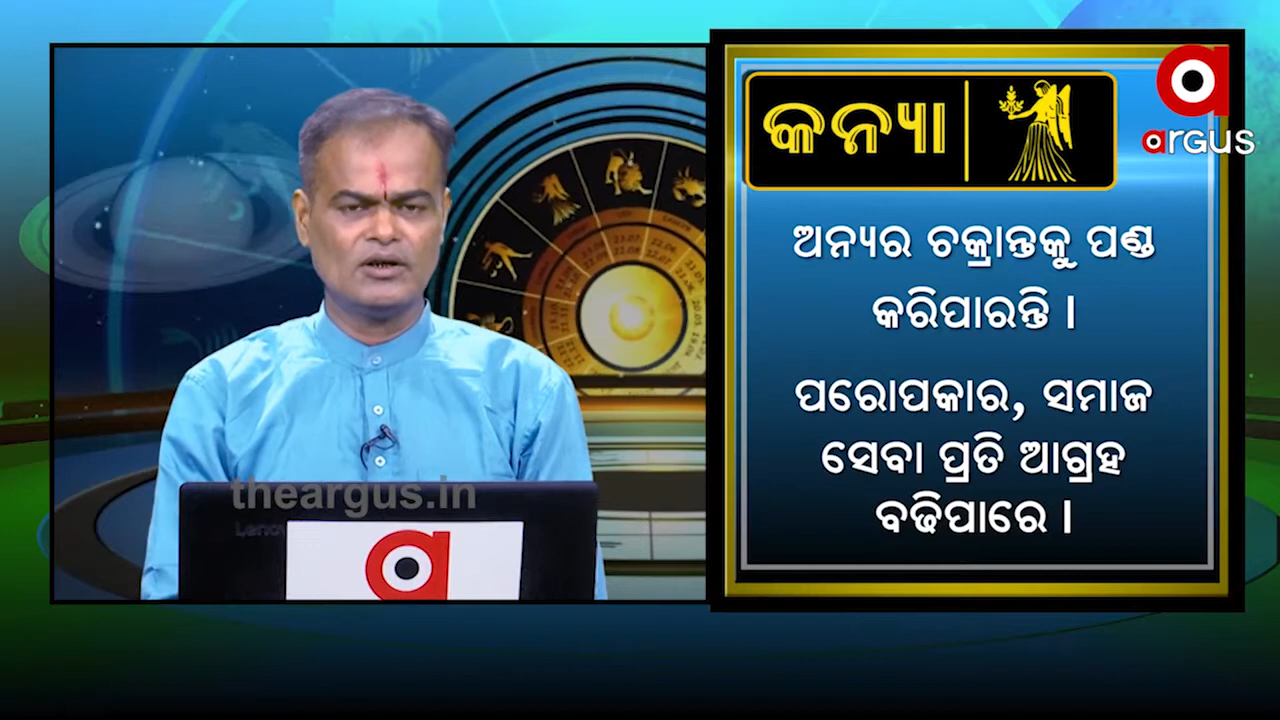 କନ୍ୟା
argus
ଅନ୍ୟର ଚକ୍ରାନ୍ତକୁ ପଣ୍ଡ
କରିପାରନ୍ତି ।
ପରୋପକାର, ସମାଜ
ସେବା ପ୍ରତି ଆଗ୍ରହ
ବଢିପାରେ ।
theargus.in